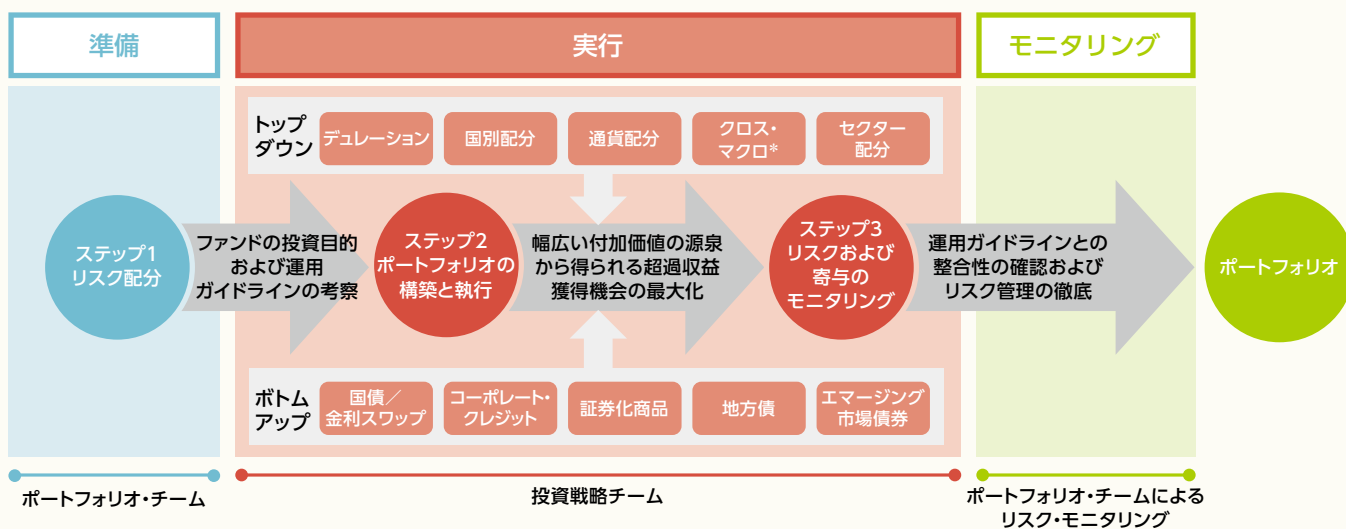 準備
実行
モニタリング
トップ
ダウン
デュレーション
国別配分
通貨配分
クロス・
マクロ*
セクター
配分
ステップ1
リスク配分
ファンドの投資目的
および運用
ガイドラインの考察
ステップ2
ポートフォリオの
構築と執行
幅広い付加価値の源泉
から得られる超過収益
獲得機会の最大化
ステップ3
リスクおよび
寄与の
モニタリング
運用ガイドラインとの
整合性の確認および
リスク管理の徹底
ポートフォリオ
ボトム
アップ
国債／
金利スワップ
コーポレート・
クレジット
証券化商品
地方債
エマージング
市場債券
ポートフォリオ・チーム
投資戦略チーム
ポートフォリオ・チームによる
リスク・モニタリング